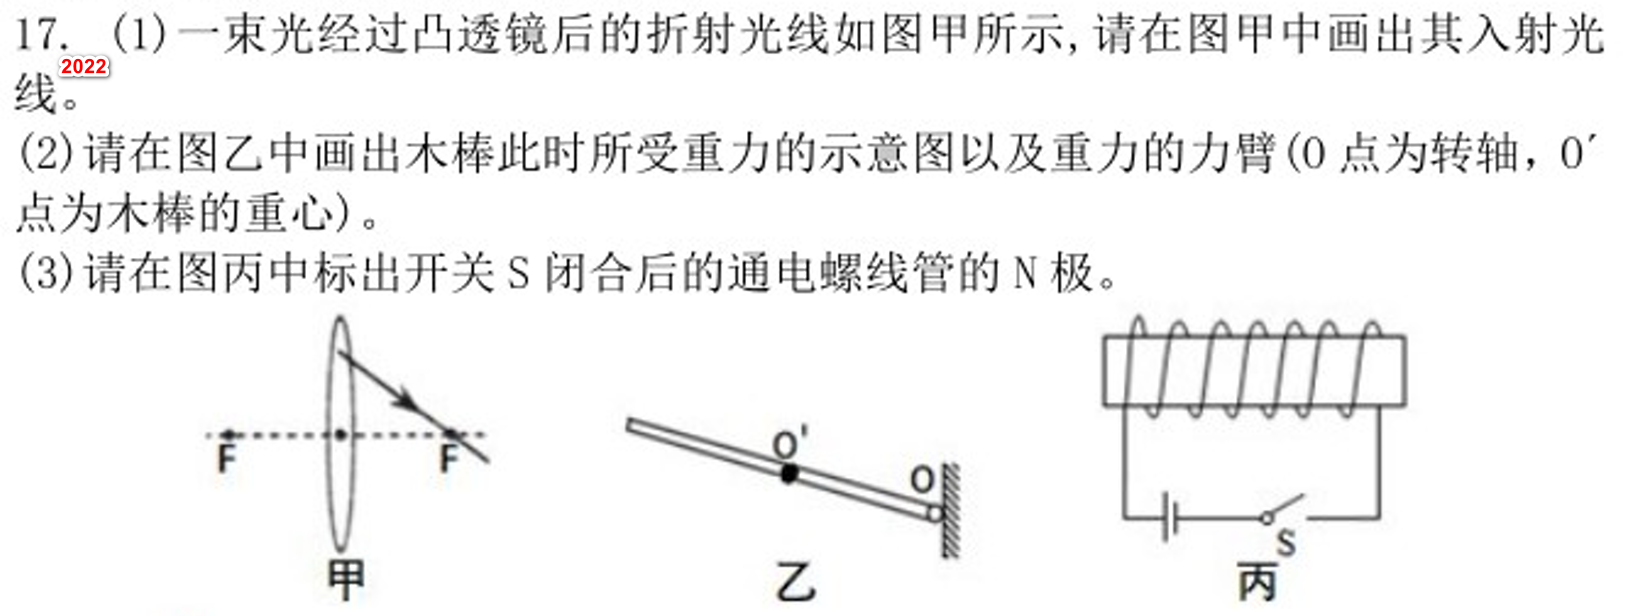 17. (1)一束光经过凸透镜后的折射光线如图甲所示,请在图甲中画出其入射光
2022
线。
(2)请在图乙中画出木棒此时所受重力的示意图以及重力的力臂(O点为转轴，O′
点为木棒的重心)。
(3)请在图丙中标出开关S闭合后的通电螺线管的N极。
F F
O' O
S
甲 乙 丙